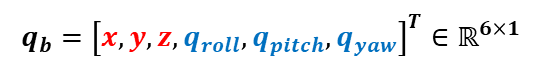 q_b = [x, y, z, q_roll, q_pitch, q_yaw]^T ∈ ℝ^{6×1}